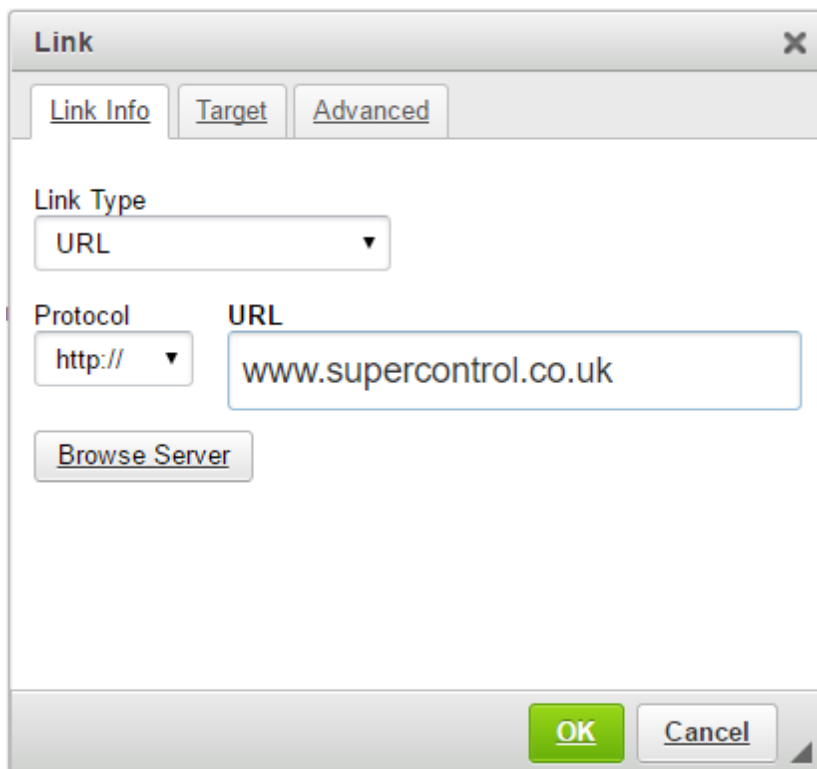 Link
Link Info Target Advanced
Link Type
URL
Protocol URL
http:// www.supercontrol.co.uk
Browse Server
OK Cancel